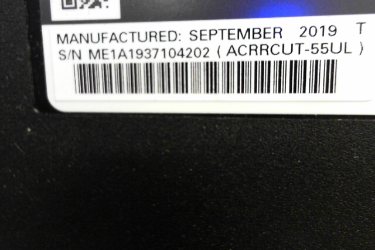 MANUFACTURED: SEPTEMBER 2019 T
S/N ME1A1937104202 ( ACRRCUT-55UL )